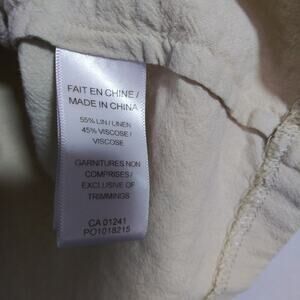 FAIT EN CHINE /
MADE IN CHINA
55% LIN / LINEN
45% VISCOSE /
VISCOSE
GARNITURES NON
COMPRISES /
EXCLUSIVE OF
TRIMMINGS
CA 01241
PO1018215